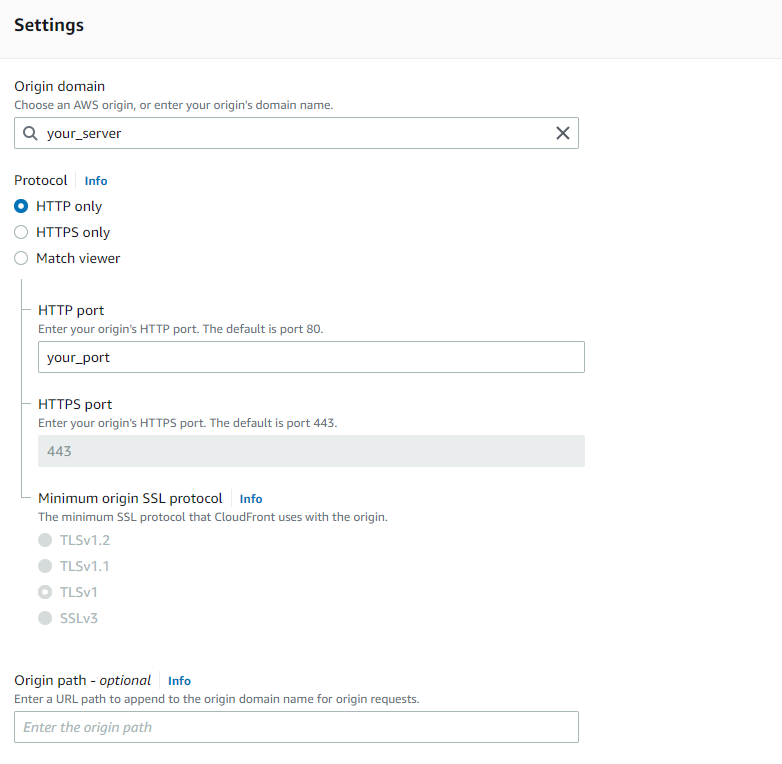 Settings
Origin domain
Choose an AWS origin, or enter your origin's domain name.
your_server
Protocol Info
HTTP only
HTTPS only
Match viewer
HTTP port
Enter your origin's HTTP port. The default is port 80.
your_port
HTTPS port
Enter your origin's HTTPS port. The default is port 443.
443
Minimum origin SSL protocol Info
The minimum SSL protocol that CloudFront uses with the origin.
TLSv1.2
TLSv1.1
TLSv1
SSLv3
Origin path - optional Info
Enter a URL path to append to the origin domain name for origin requests.
Enter the origin path